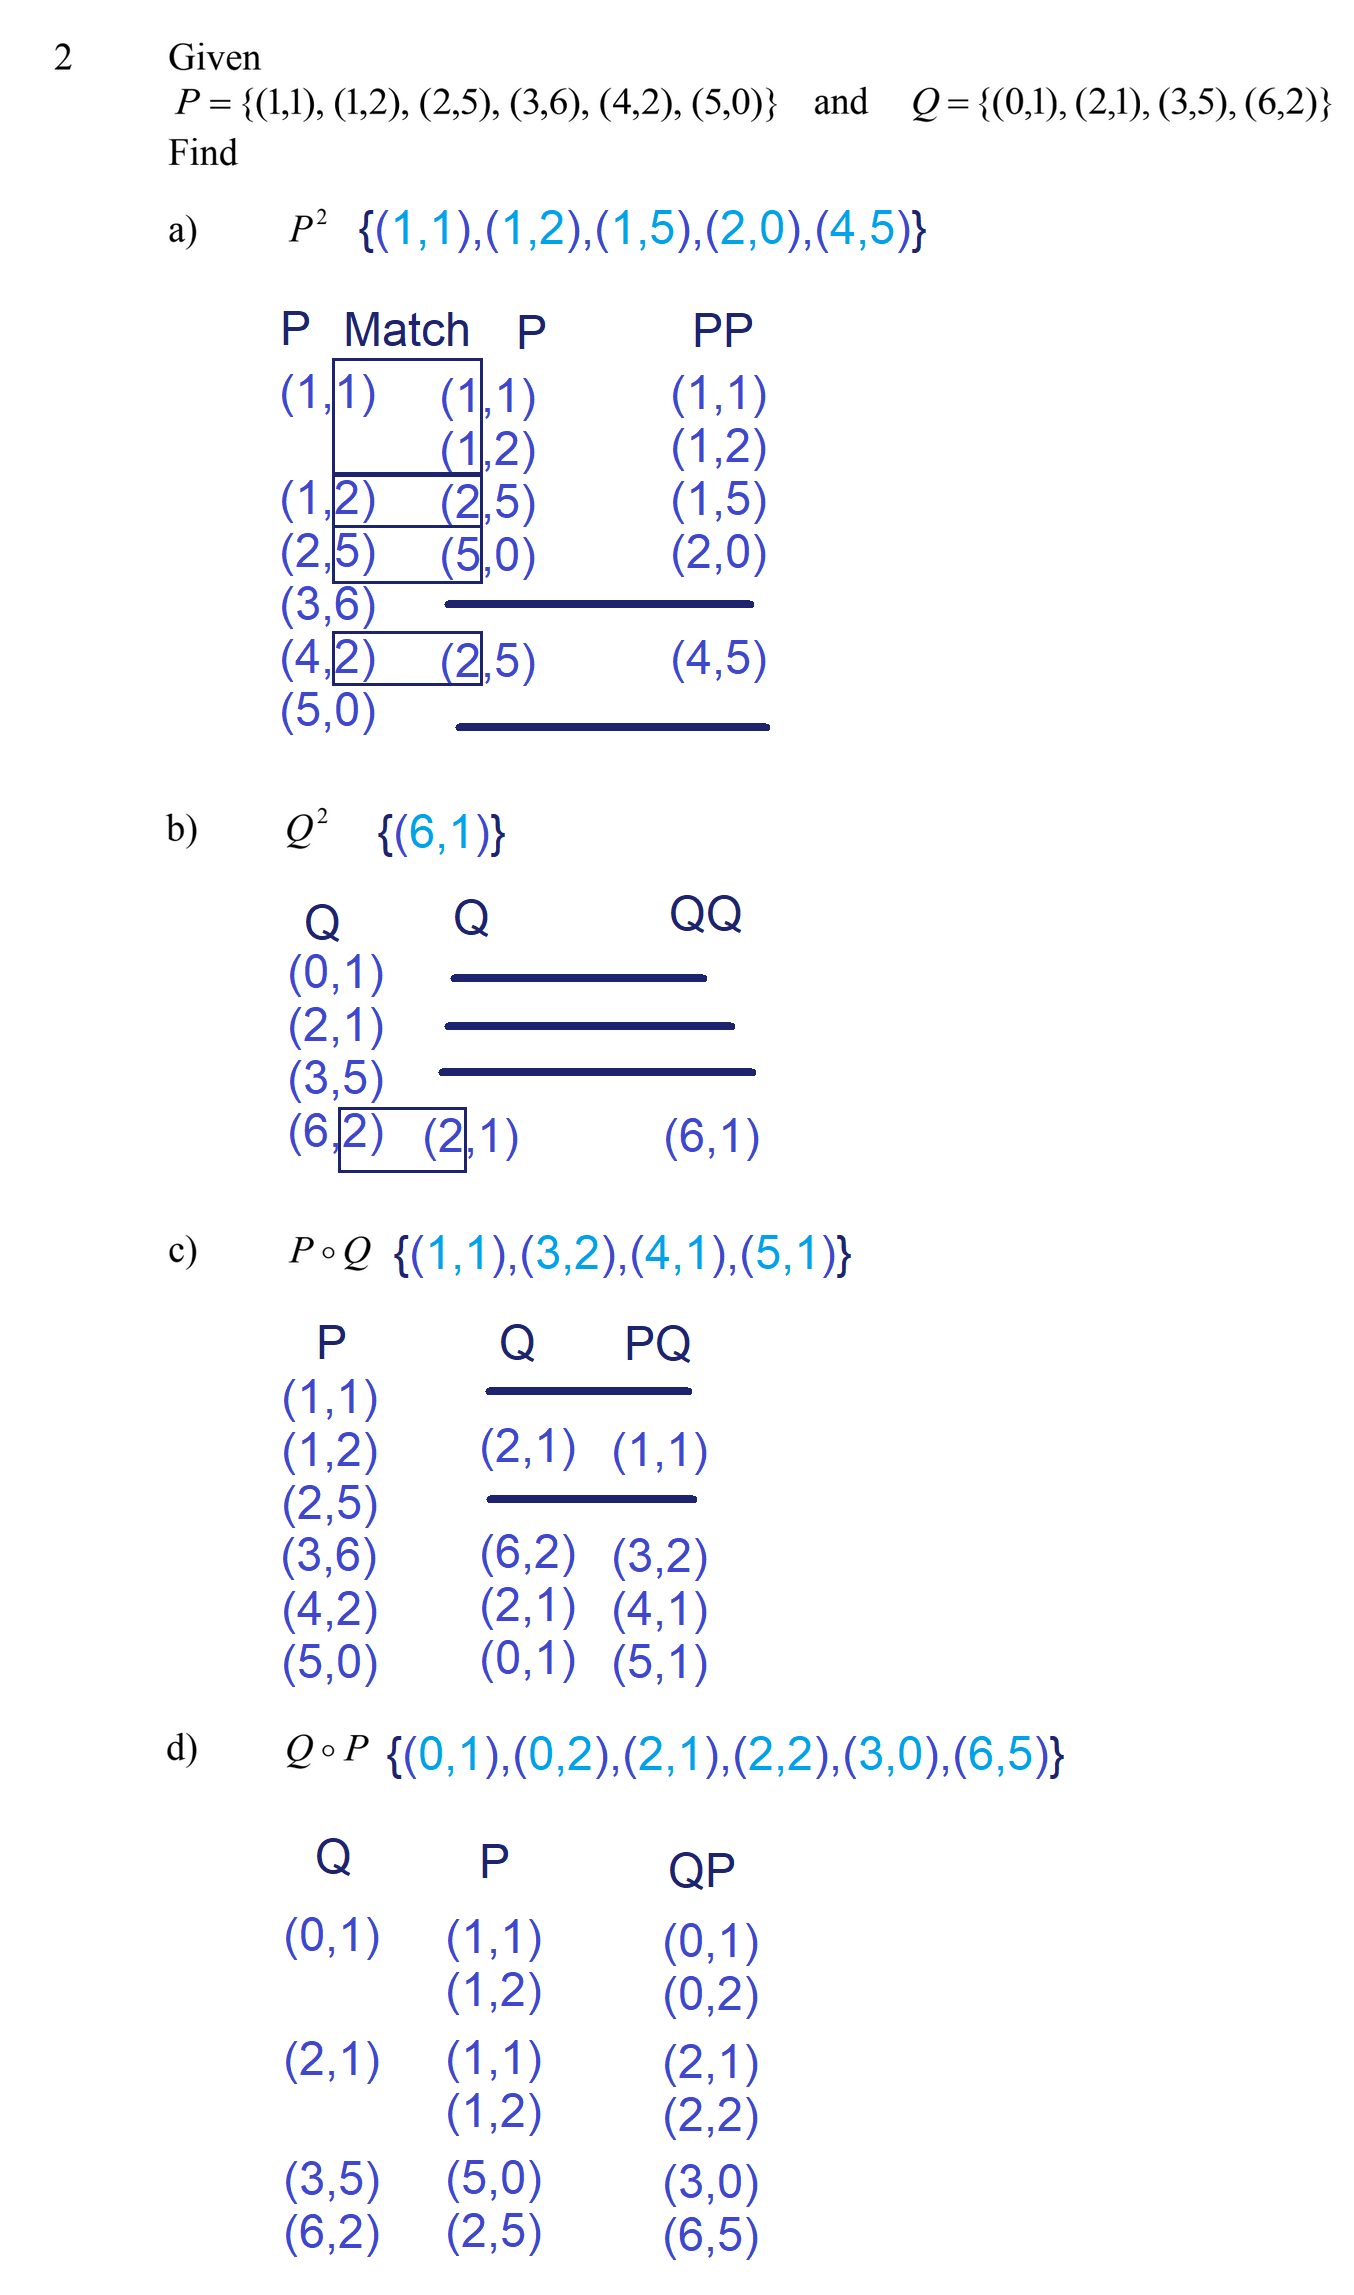 2 Given
P = {(1,1), (1,2), (2,5), (3,6), (4,2), (5,0)} and Q = {(0,1), (2,1), (3,5), (6,2)}
Find
a) P² {(1,1),(1,2),(1,5),(2,0),(4,5)}
P Match P PP
(1,1) (1,1) (1,1)
(1,2) (1,2)
(1,2) (2,5) (1,5)
(2,5) (5,0) (2,0)
(3,6)
(4,2) (2,5) (4,5)
(5,0)
b) Q² {(6,1)}
Q Q QQ
(0,1)
(2,1)
(3,5)
(6,2) (2,1) (6,1)
c) P∘Q {(1,1),(3,2),(4,1),(5,1)}
P Q PQ
(1,1)
(1,2) (2,1) (1,1)
(2,5)
(3,6) (6,2) (3,2)
(4,2) (2,1) (4,1)
(5,0) (0,1) (5,1)
d) Q∘P {(0,1),(0,2),(2,1),(2,2),(3,0),(6,5)}
Q P QP
(0,1) (1,1) (0,1)
(1,2) (0,2)
(2,1) (1,1) (2,1)
(1,2) (2,2)
(3,5) (5,0) (3,0)
(6,2) (2,5) (6,5)